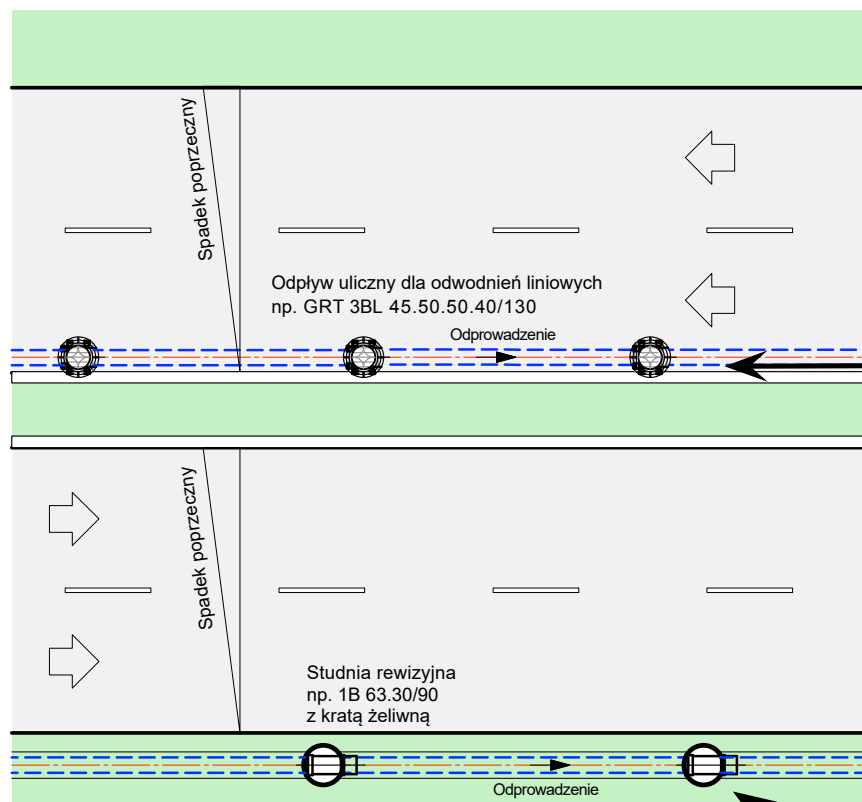 Spadek poprzeczny
Odpływ uliczny dla odwodnień liniowych
np. GRT 3BL 45.50.50.40/130
Odprowadzenie
Spadek poprzeczny
Studnia rewizyjna
np. 1B 63.30/90
z kratą żeliwną
Odprowadzenie